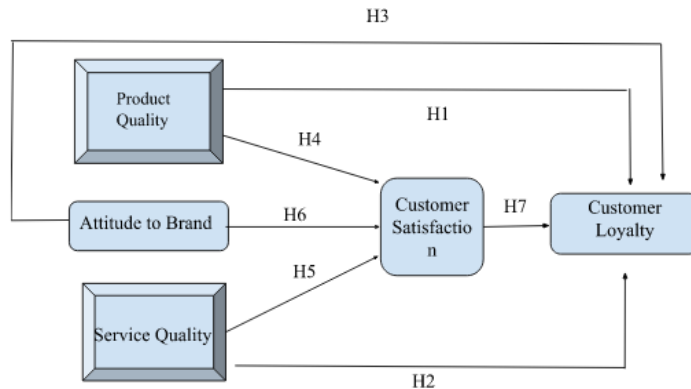 H3
Product
Quality
H1
H4
Attitude to Brand
H6
Customer
Satisfactio
n
H7
Customer
Loyalty
H5
Service Quality
H2